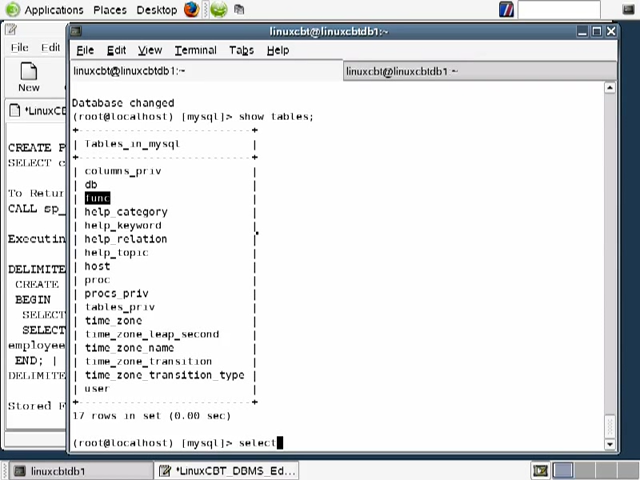 Applications Places Desktop
linuxcbt@linuxcbtdb1:~
File Edit
File Edit View Terminal Tabs Help
linuxcbt@linuxcbtdb1:~
linuxcbt@linuxcbtdb1 ~
New
*LinuxC
Database changed
(root@localhost) [mysql]> show tables;
+------------------------------+
| Tables_in_mysql |
+------------------------------+
| columns_priv |
| db |
| func |
| help_category |
| help_keyword |
| help_relation |
| help_topic |
| host |
| proc |
| procs_priv |
| tables_priv |
| time_zone |
| time_zone_leap_second |
| time_zone_name |
| time_zone_transition |
| time_zone_transition_type |
| user |
+------------------------------+
17 rows in set (0.00 sec)
(root@localhost) [mysql]> select
CREATE P
SELECT c
To Retur
CALL sp_
Executin
DELIMITE
CREATE
BEGIN
SELECT
SELECT
employee
END; |
DELIMITE
Stored F
linuxcbtdb1
*LinuxCBT_DBMS_Ed...